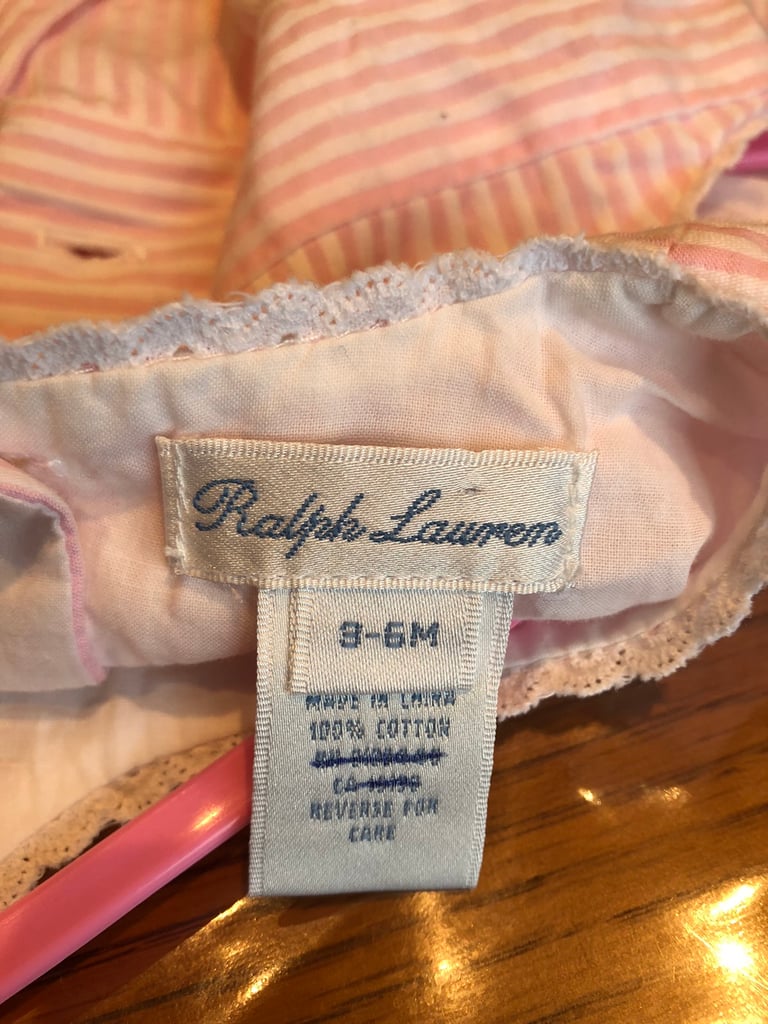 Ralph Lauren
3-6M
MADE IN CHINA
100% COTTON
REVERSE FOR
CARE